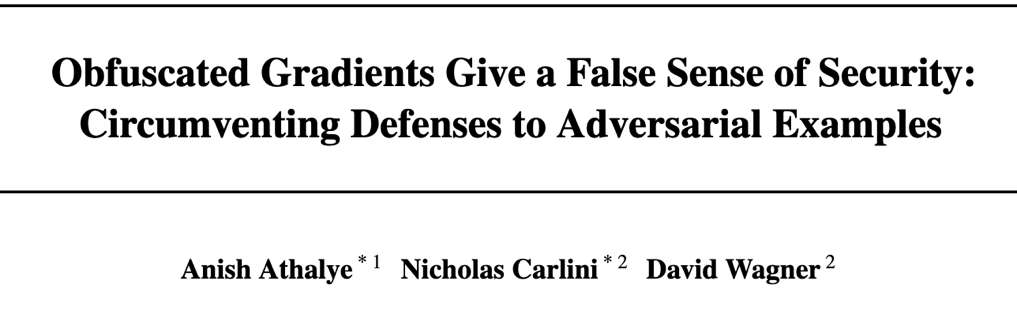 Obfuscated Gradients Give a False Sense of Security:
Circumventing Defenses to Adversarial Examples
Anish Athalye * 1 Nicholas Carlini * 2 David Wagner 2